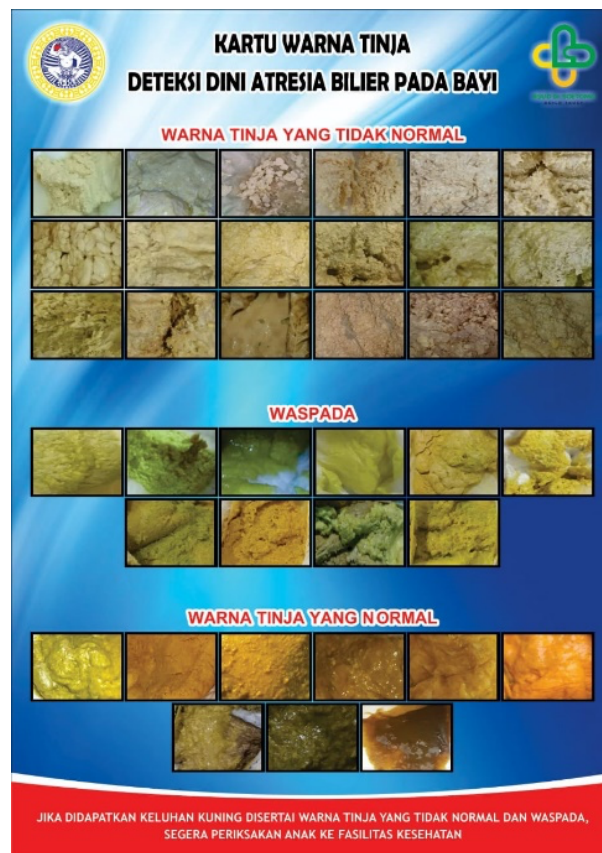 KARTU WARNA TINJA
DETEKSI DINI ATRESIA BILIER PADA BAYI
WARNA TINJA YANG TIDAK NORMAL
WASPADA
WARNA TINJA YANG NORMAL
JIKA DIDAPATKAN KELUHAN KUNING DISERTAI WARNA TINJA YANG TIDAK NORMAL DAN WASPADA,
SEGERA PERIKSAKAN ANAK KE FASILITAS KESEHATAN